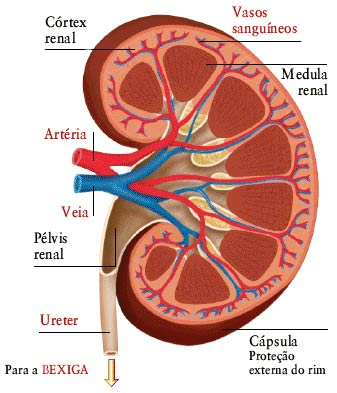 Córtex
renal
Vasos
sanguíneos
Medula
renal
Artéria
Veia
Pélvis
renal
Ureter
Cápsula
Proteção
externa do rim
Para a BEXIGA